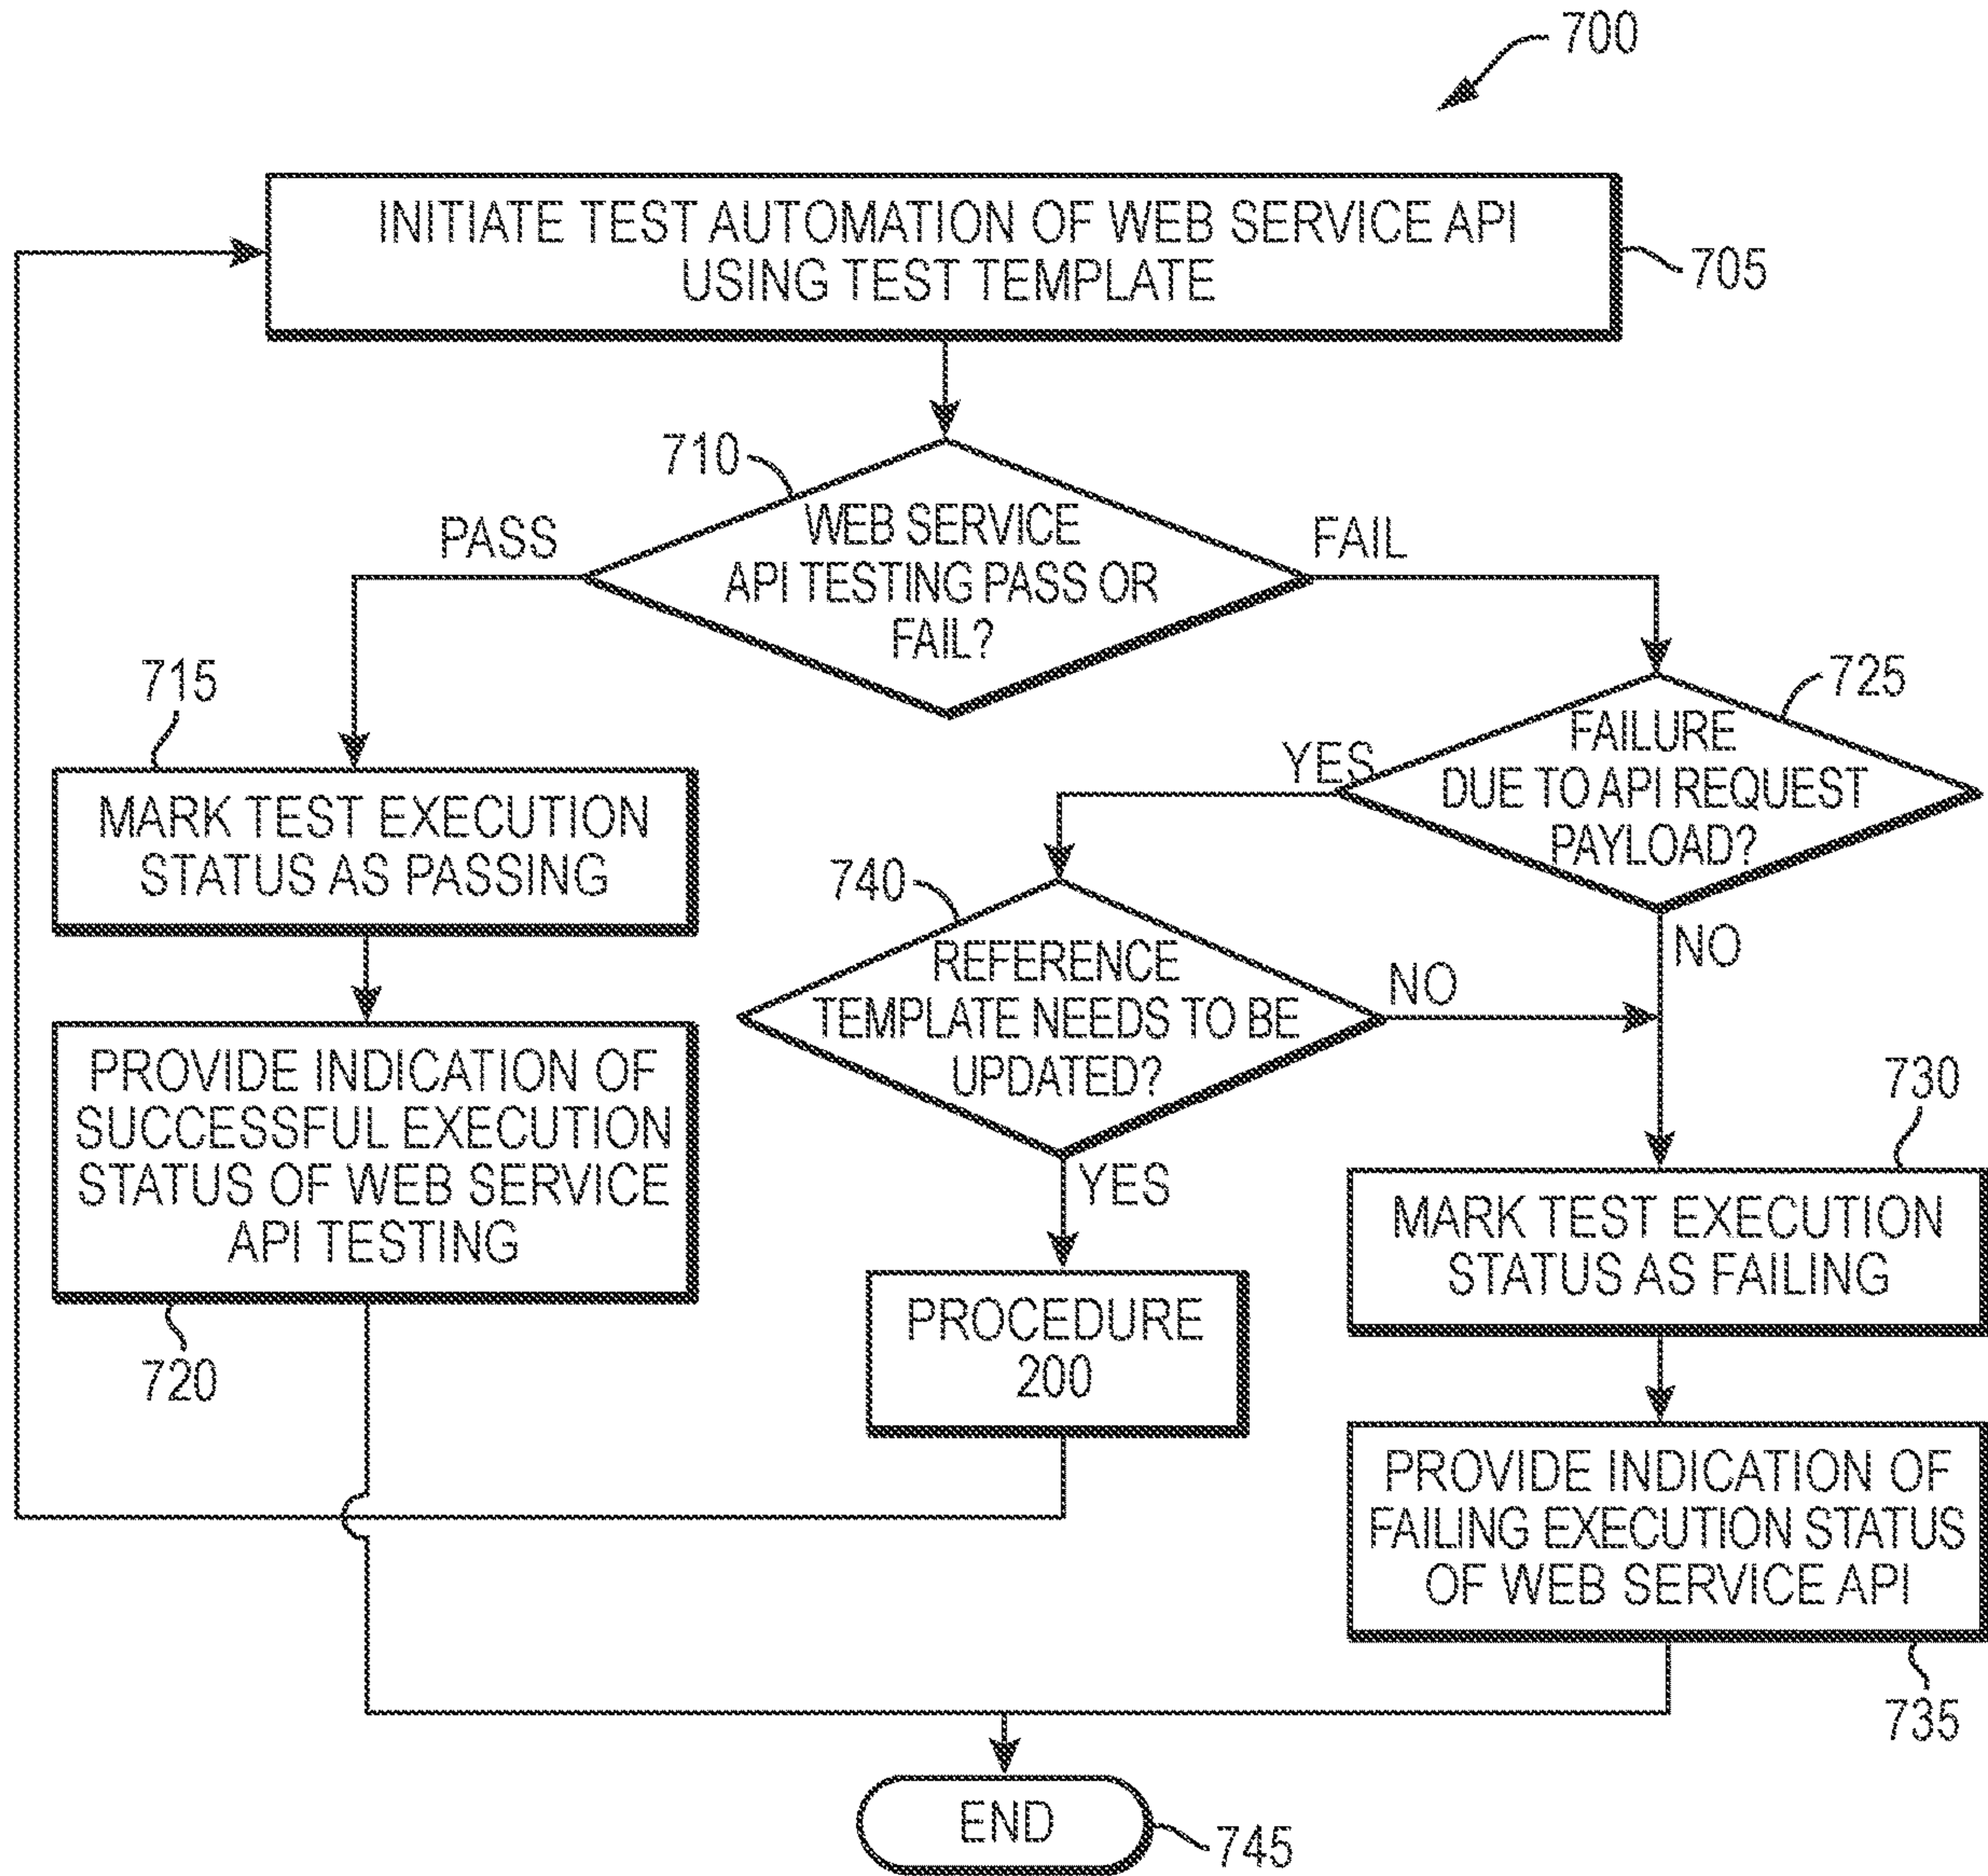 700
INITIATE TEST AUTOMATION OF WEB SERVICE API
USING TEST TEMPLATE
705
710
WEB SERVICE
API TESTING PASS OR
FAIL?
PASS
FAIL
715
MARK TEST EXECUTION
STATUS AS PASSING
725
FAILURE
DUE TO API REQUEST
PAYLOAD?
YES
NO
740
REFERENCE
TEMPLATE NEEDS TO BE
UPDATED?
NO
YES
PROVIDE INDICATION OF
SUCCESSFUL EXECUTION
STATUS OF WEB SERVICE
API TESTING
720
PROCEDURE
200
730
MARK TEST EXECUTION
STATUS AS FAILING
PROVIDE INDICATION OF
FAILING EXECUTION STATUS
OF WEB SERVICE API
735
END
745